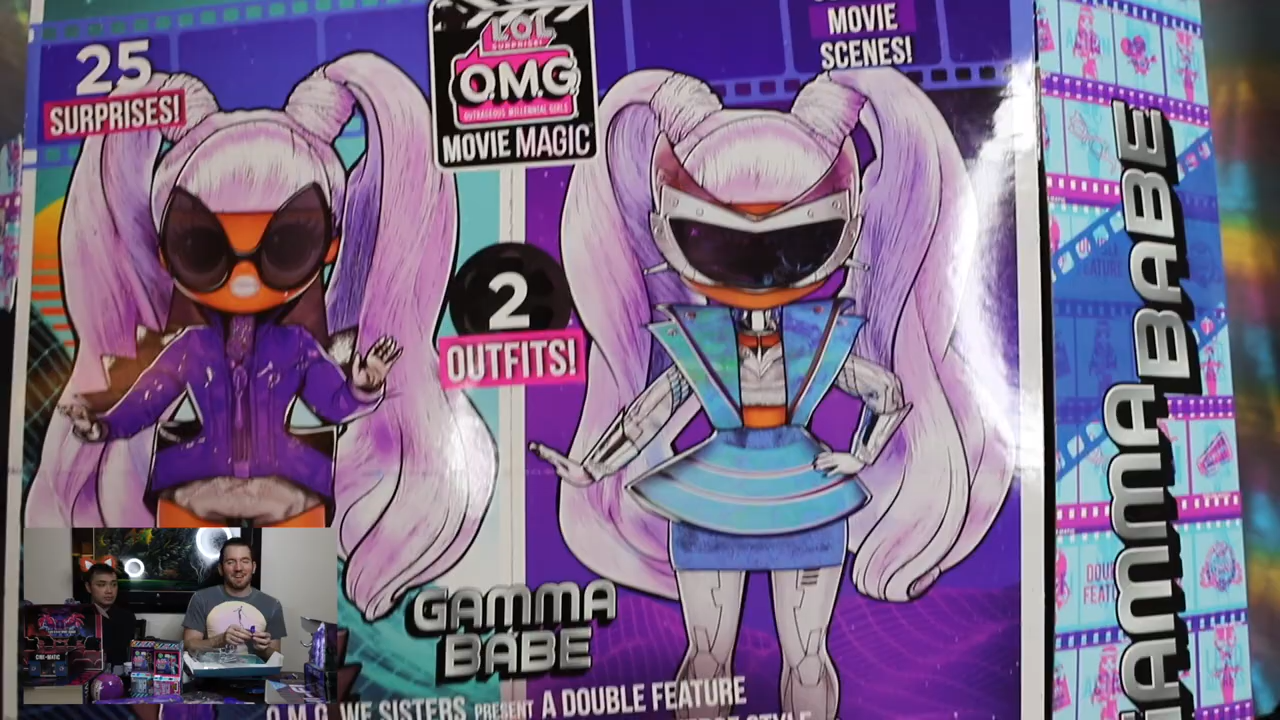 25
SURPRISES!
LOL
SURPRISE!
O.M.G
OUTRAGEOUS MILLENNIAL GIRLS
MOVIE MAGIC
MOVIE
SCENES!
2
OUTFITS!
GAMMA
BABE
O.M.G. WE SISTERS PRESENT A DOUBLE FEATURE
GAMMA BABE